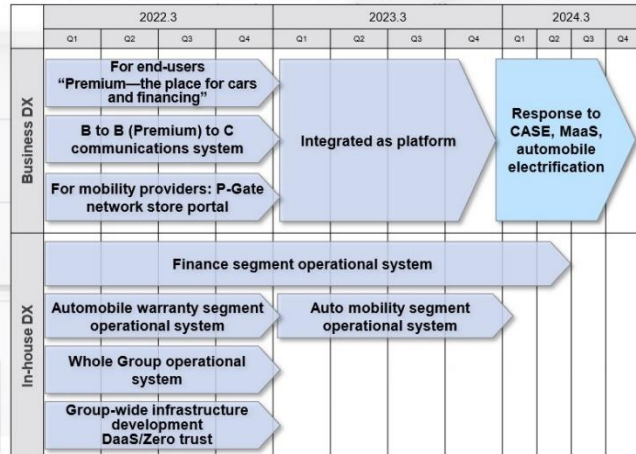 2022.3 2023.3 2024.3
Q1 Q2 Q3 Q4 Q1 Q2 Q3 Q4 Q1 Q2 Q3 Q4
Business DX
For end-users
“Premium—the place for cars
and financing”
B to B (Premium) to C
communications system
For mobility providers: P-Gate
network store portal
Integrated as platform
Response to
CASE, MaaS,
automobile
electrification
In-house DX
Finance segment operational system
Automobile warranty segment
operational system
Auto mobility segment
operational system
Whole Group operational
system
Group-wide infrastructure
development
DaaS/Zero trust